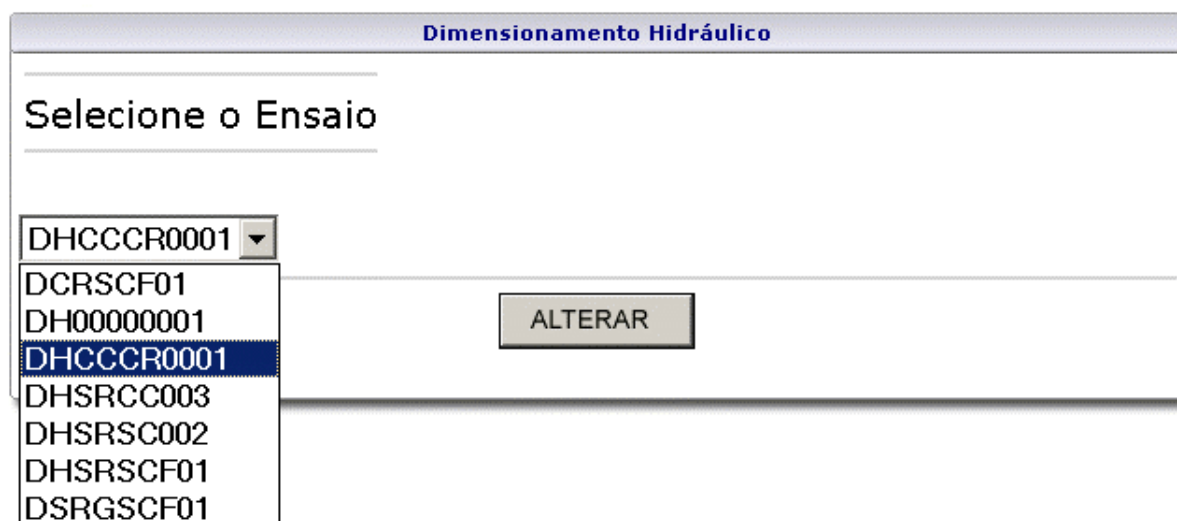 Dimensionamento Hidráulico
Selecione o Ensaio
DHCCCR0001
DCRSCF01
DH00000001
ALTERAR
DHCCCR0001
DHSRCC003
DHSRSC002
DHSRSCF01
DSRGSCF01